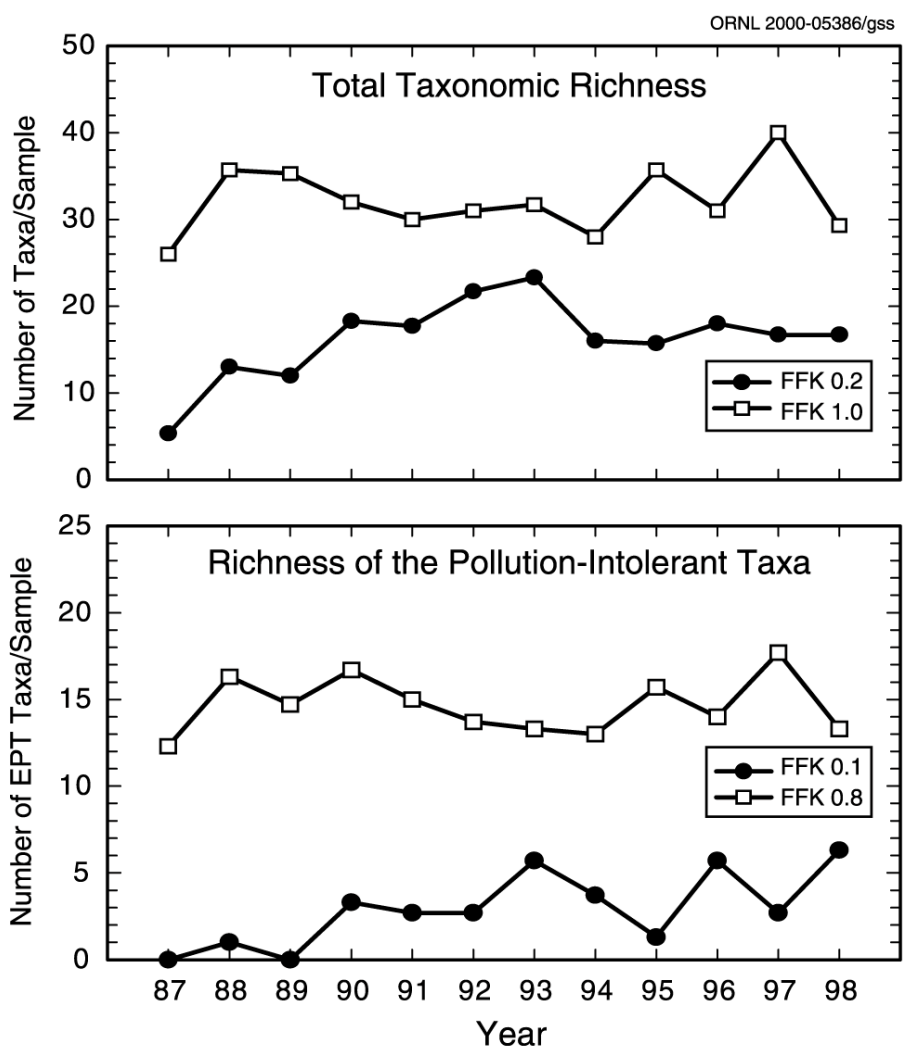 ORNL 2000-05386/gss
Total Taxonomic Richness
Number of Taxa/Sample
50
40
30
20
10
0
FFK 0.2
FFK 1.0
Richness of the Pollution-Intolerant Taxa
Number of EPT Taxa/Sample
25
20
15
10
5
0
FFK 0.1
FFK 0.8
87 88 89 90 91 92 93 94 95 96 97 98
Year